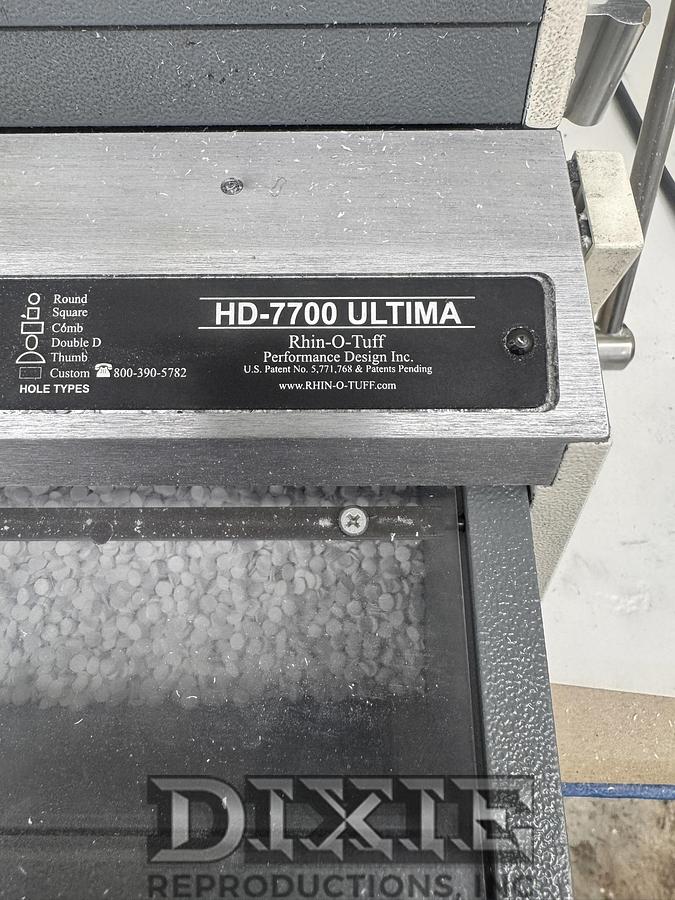 Round
Square
Comb
Double D
Thumb
Custom ☎800-390-5782
HOLE TYPES
HD-7700 ULTIMA
Rhin-O-Tuff
Performance Design Inc.
U.S. Patent No. 5,771,768 & Patents Pending
www.RHIN-O-TUFF.com
DIXIE
REPRODUCTIONS, INC.